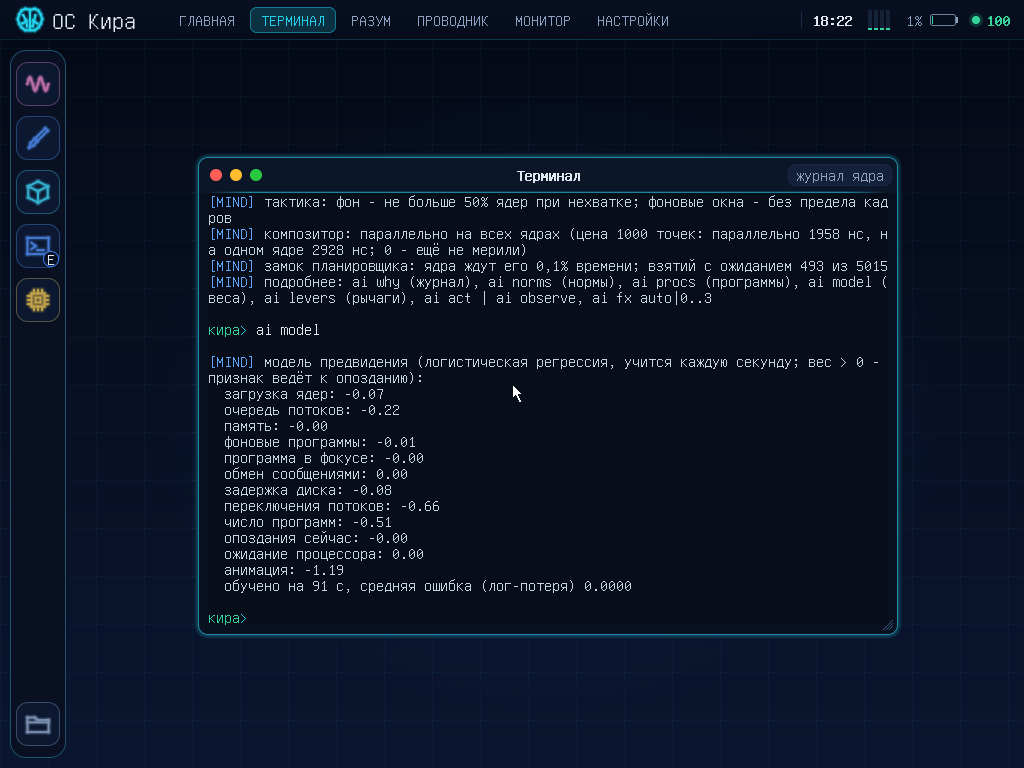 ОС Кира ГЛАВНАЯ ТЕРМИНАЛ РАЗУМ ПРОВОДНИК МОНИТОР НАСТРОЙКИ 18:22 1% 100
Терминал журнал ядра
[MIND] тактика: фон - не больше 50% ядер при нехватке; фоновые окна - без предела кад
ров
[MIND] композитор: параллельно на всех ядрах (цена 1000 точек: параллельно 1958 нс, н
а одном ядре 2928 нс; 0 - ещё не мерили)
[MIND] замок планировщика: ядра ждут его 0,1% времени; взятий с ожиданием 493 из 5015
[MIND] подробнее: ai why (журнал), ai norms (нормы), ai procs (программы), ai model (
веса), ai levers (рычаги), ai act | ai observe, ai fx auto|0..3
кира> ai model
[MIND] модель предвидения (логистическая регрессия, учится каждую секунду; вес > 0 -
признак ведёт к опозданию):
загрузка ядер: -0.07
очередь потоков: -0.22
память: -0.00
фоновые программы: -0.01
программа в фокусе: -0.00
обмен сообщениями: 0.00
задержка диска: -0.08
переключения потоков: -0.66
число программ: -0.51
опоздания сейчас: -0.00
ожидание процессора: 0.00
анимация: -1.19
обучено на 91 с, средняя ошибка (лог-потеря) 0.0000
кира>
E